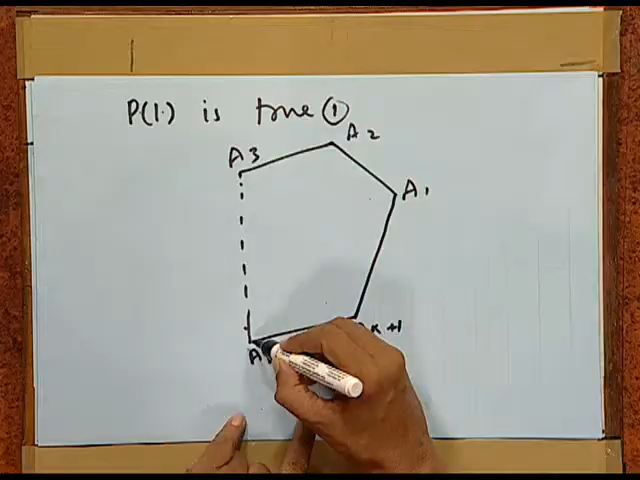 P(1) is true ①
A2
A3
A1
K+1
A